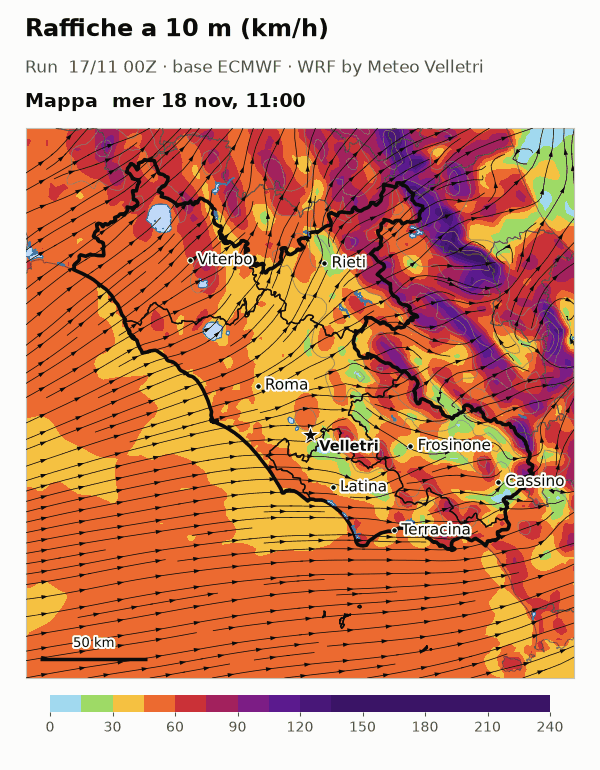 Raffiche a 10 m (km/h)
Run  17/11 00Z · base ECMWF · WRF by Meteo Velletri
Mappa  mer 18 nov, 11:00
Viterbo
Rieti
Roma
Velletri
Frosinone
Latina
Cassino
Terracina
50 km
0 30 60 90 120 150 180 210 240